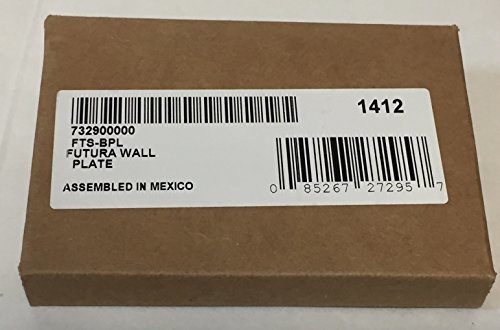 1412
732900000
FTS-BPL
FUTURA WALL
PLATE
ASSEMBLED IN MEXICO
0 85267 27295 7